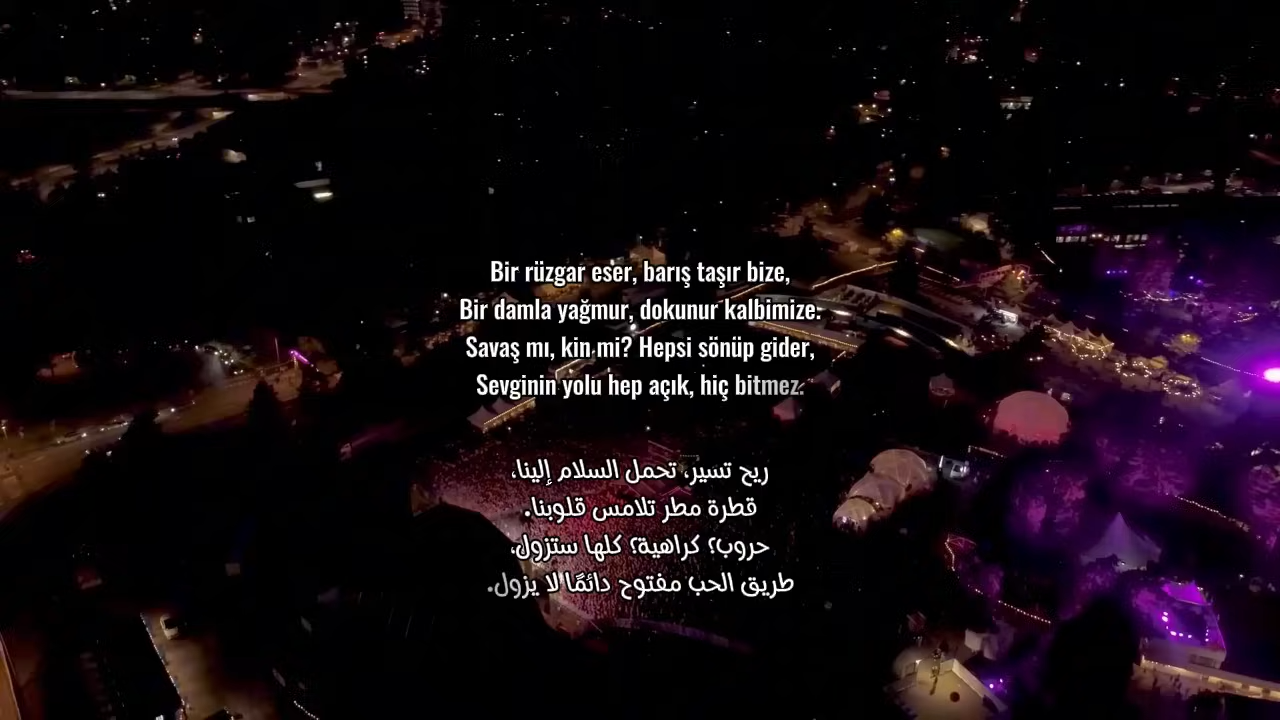 Bir rüzgar eser, barış taşır bize,
Bir damla yağmur, dokunur kalbimize.
Savaş mı, kin mi? Hepsi sönüp gider,
Sevginin yolu hep açık, hiç bitmez.
ريح تسير، تحمل السلام إلينا،
قطرة مطر تلامس قلوبنا.
حروب؟ كراهية؟ كلها ستزول،
طريق الحب مفتوح دائمًا لا يزول.